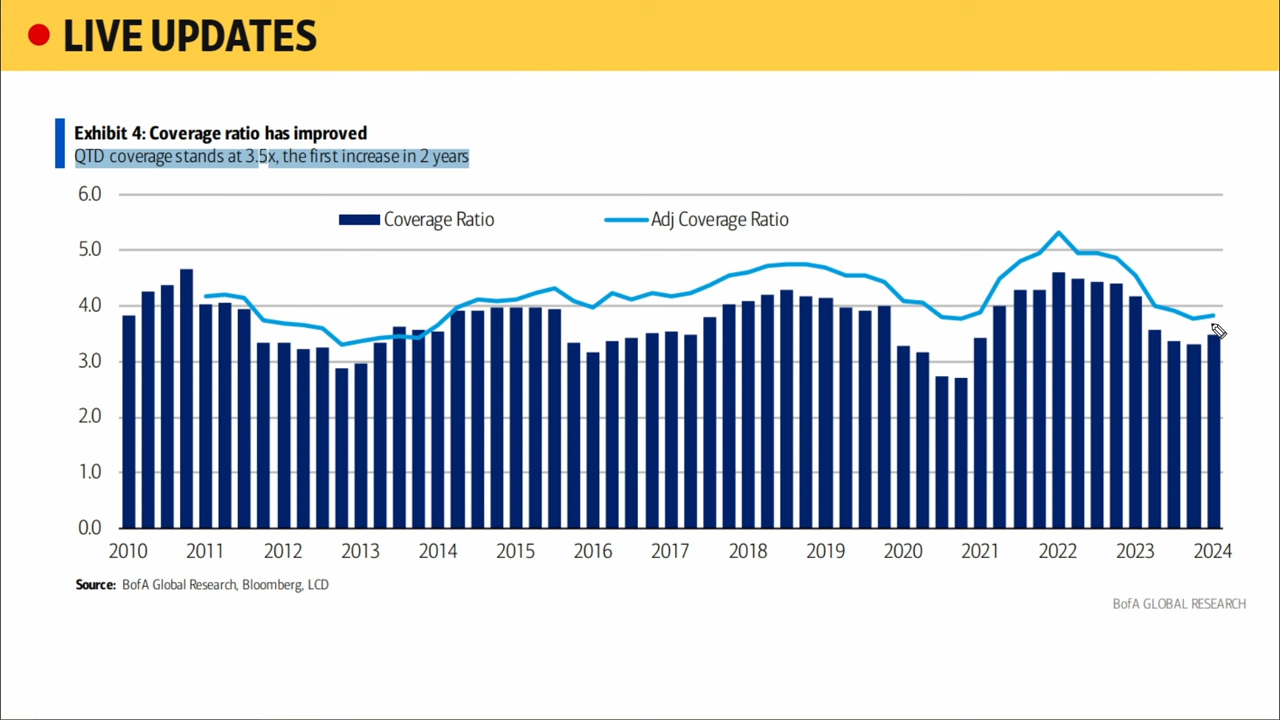 LIVE UPDATES
Exhibit 4: Coverage ratio has improved
QTD coverage stands at 3.5x, the first increase in 2 years
6.0
Coverage Ratio Adj Coverage Ratio
5.0
4.0
3.0
2.0
1.0
0.0
2010 2011 2012 2013 2014 2015 2016 2017 2018 2019 2020 2021 2022 2023 2024
Source: BofA Global Research, Bloomberg, LCD
BofA GLOBAL RESEARCH